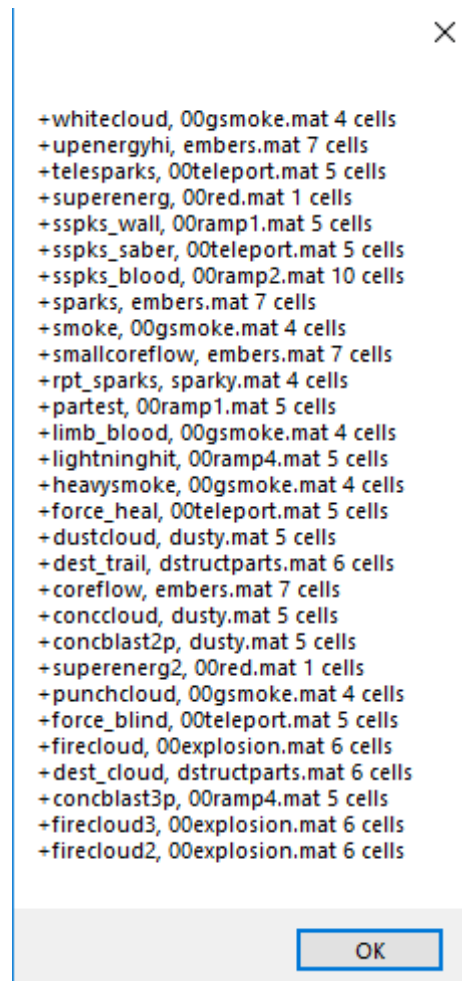 +whitecloud, 00gsmoke.mat 4 cells
+upenergyhi, embers.mat 7 cells
+telesparks, 00teleport.mat 5 cells
+superenerg, 00red.mat 1 cells
+sspks_wall, 00ramp1.mat 5 cells
+sspks_saber, 00teleport.mat 5 cells
+sspks_blood, 00ramp2.mat 10 cells
+sparks, embers.mat 7 cells
+smoke, 00gsmoke.mat 4 cells
+smallcoreflow, embers.mat 7 cells
+rpt_sparks, sparky.mat 4 cells
+partest, 00ramp1.mat 5 cells
+limb_blood, 00gsmoke.mat 4 cells
+lightninghit, 00ramp4.mat 5 cells
+heavysmoke, 00gsmoke.mat 4 cells
+force_heal, 00teleport.mat 5 cells
+dustcloud, dusty.mat 5 cells
+dest_trail, dstructparts.mat 6 cells
+coreflow, embers.mat 7 cells
+conccloud, dusty.mat 5 cells
+concblast2p, dusty.mat 5 cells
+superenerg2, 00red.mat 1 cells
+punchcloud, 00gsmoke.mat 4 cells
+force_blind, 00teleport.mat 5 cells
+firecloud, 00explosion.mat 6 cells
+dest_cloud, dstructparts.mat 6 cells
+concblast3p, 00ramp4.mat 5 cells
+firecloud3, 00explosion.mat 6 cells
+firecloud2, 00explosion.mat 6 cells
OK